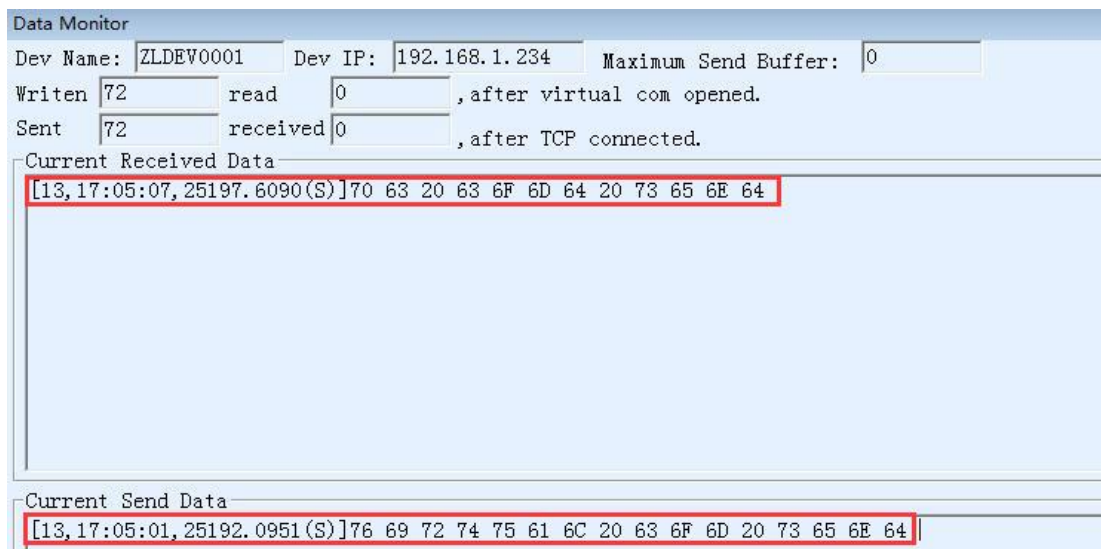 Data Monitor
Dev Name: ZLDEV0001 Dev IP: 192.168.1.234 Maximum Send Buffer: 0
Writen 72 read 0 ,after virtual com opened.
Sent 72 received 0 ,after TCP connected.
Current Received Data
[13,17:05:07,25197.6090(S)]70 63 20 63 6F 6D 64 20 73 65 6E 64
Current Send Data
[13,17:05:01,25192.0951(S)]76 69 72 74 75 61 6C 20 63 6F 6D 20 73 65 6E 64